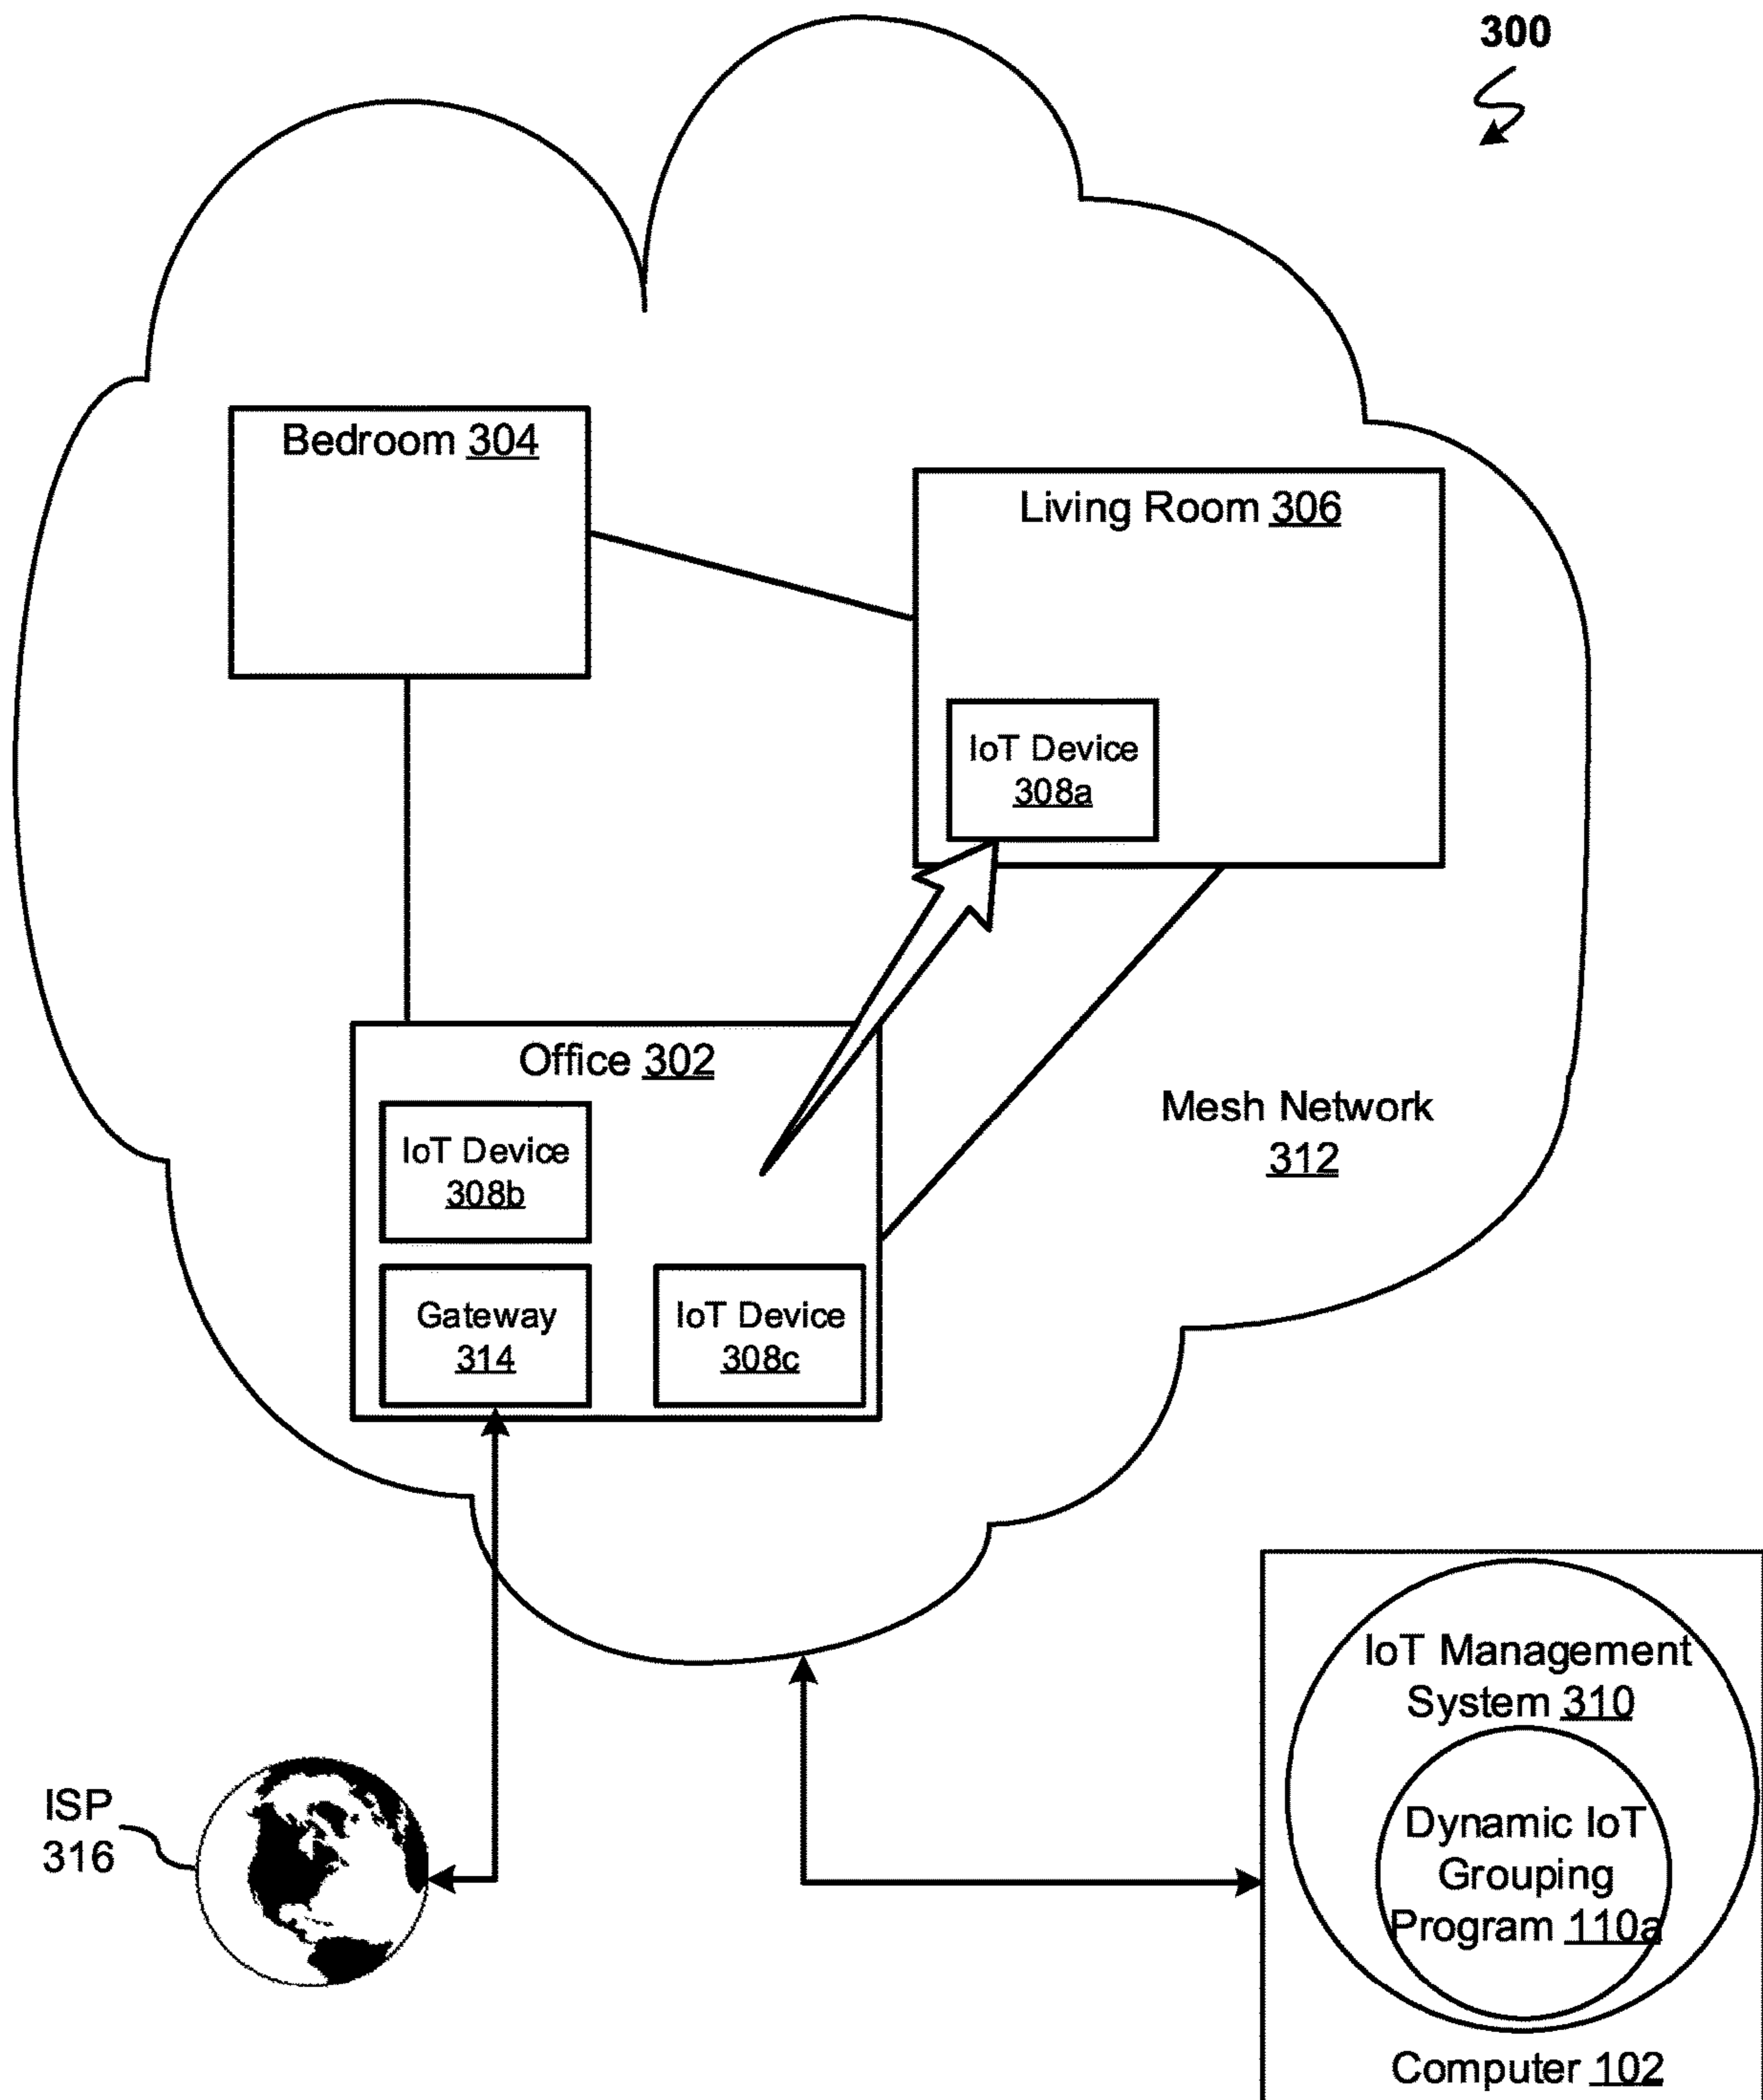 300
Bedroom 304
Living Room 306
IoT Device
308a
Office 302
IoT Device
308b
Mesh Network
312
Gateway
314
IoT Device
308c
IoT Management
System 310
ISP
316
Dynamic IoT
Grouping
Program 110a
Computer 102